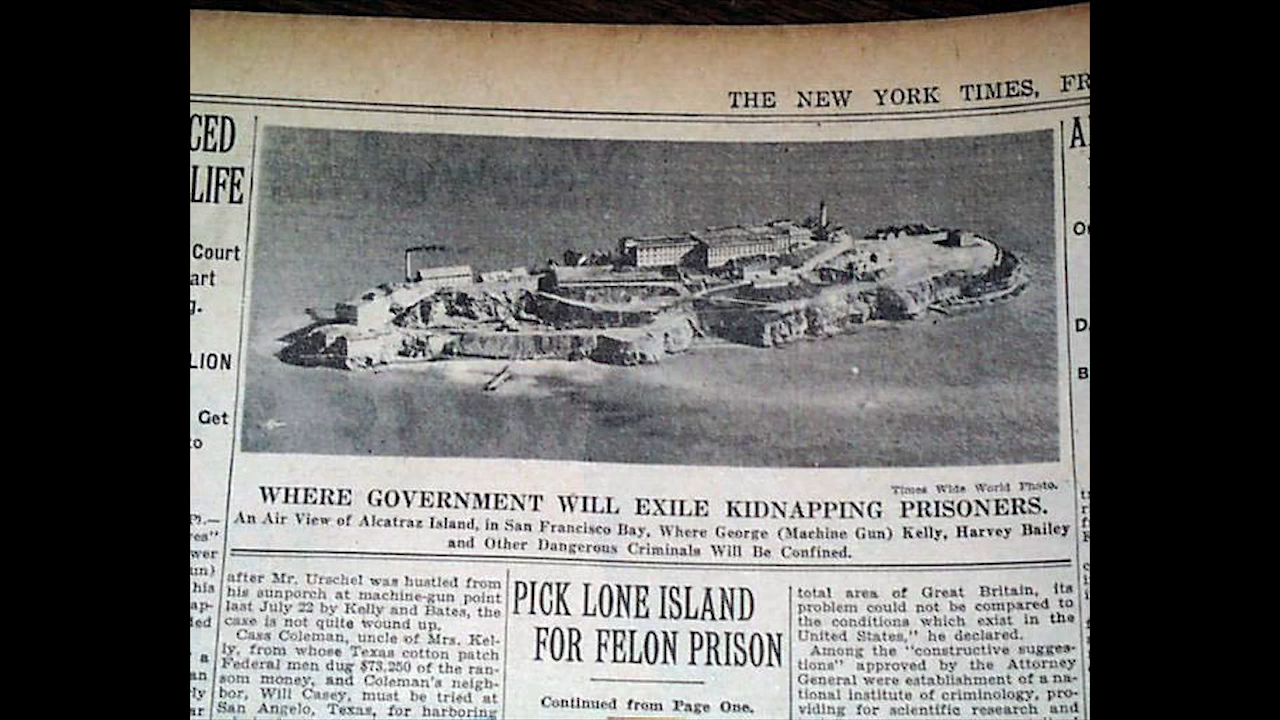 THE NEW YORK TIMES, FR
CED
LIFE
Court
art
g.
LION
Get
to
A
D.
B
Times Wide World Photo.
WHERE GOVERNMENT WILL EXILE KIDNAPPING PRISONERS.
An Air View of Alcatraz Island, in San Francisco Bay, Where George (Machine Gun) Kelly, Harvey Bailey
and Other Dangerous Criminals Will Be Confined.
after Mr. Urschel was hustled from
his sunporch at machine-gun point
last July 22 by Kelly and Bates, the
case is not quite wound up.
Cass Coleman, uncle of Mrs. Kel-
ly, from whose Texas cotton patch
Federal men dug $73,250 of the ran-
som money, and Coleman's neigh-
bor, Will Casey, must be tried at
San Angelo, Texas, for harboring
PICK LONE ISLAND
FOR FELON PRISON
Continued from Page One.
total area of Great Britain, its
problem could not be compared to
the conditions which exist in the
United States," he declared.
Among the "constructive sugges-
tions" approved by the Attorney
General were establishment of a na-
tional institute of criminology, pro-
viding for scientific research and